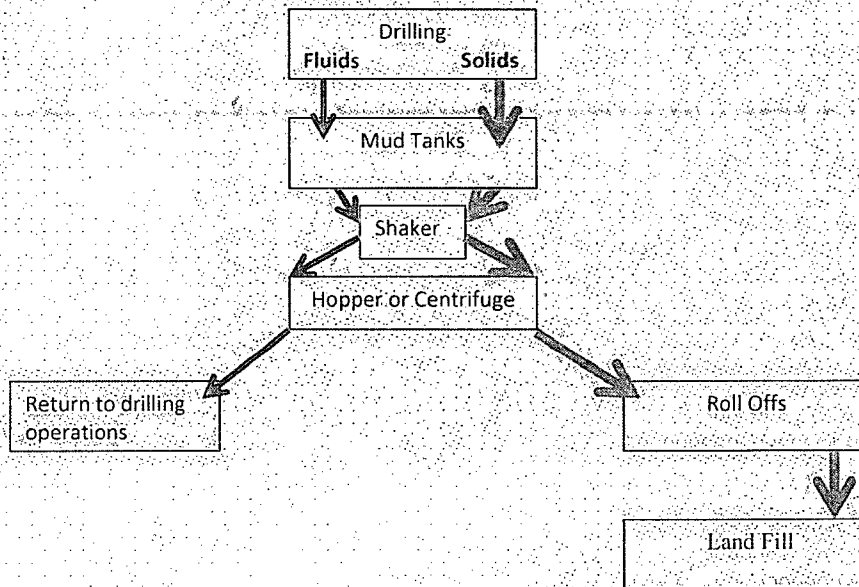 Drilling
Fluids Solids
Mud Tanks
Shaker
Hopper or Centrifuge
Return to drilling
operations
Roll Offs
Land Fill